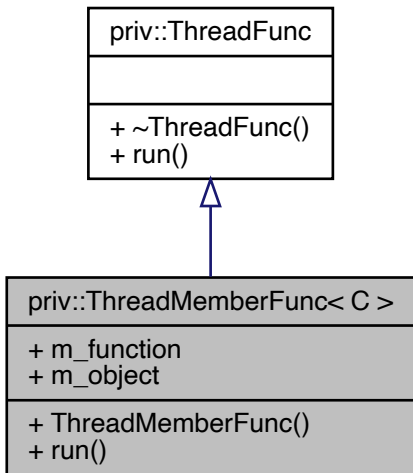 priv::ThreadFunc
+ ~ThreadFunc()
+ run()
priv::ThreadMemberFunc< C >
+ m_function
+ m_object
+ ThreadMemberFunc()
+ run()